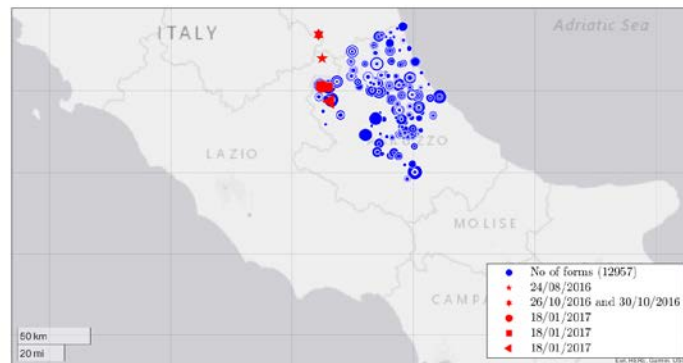 Adriatic Sea
ITALY
LAZIO
MOLISE
No of forms (12957)
24/08/2016
26/10/2016 and 30/10/2016
18/01/2017
18/01/2017
18/01/2017
50 km
20 mi